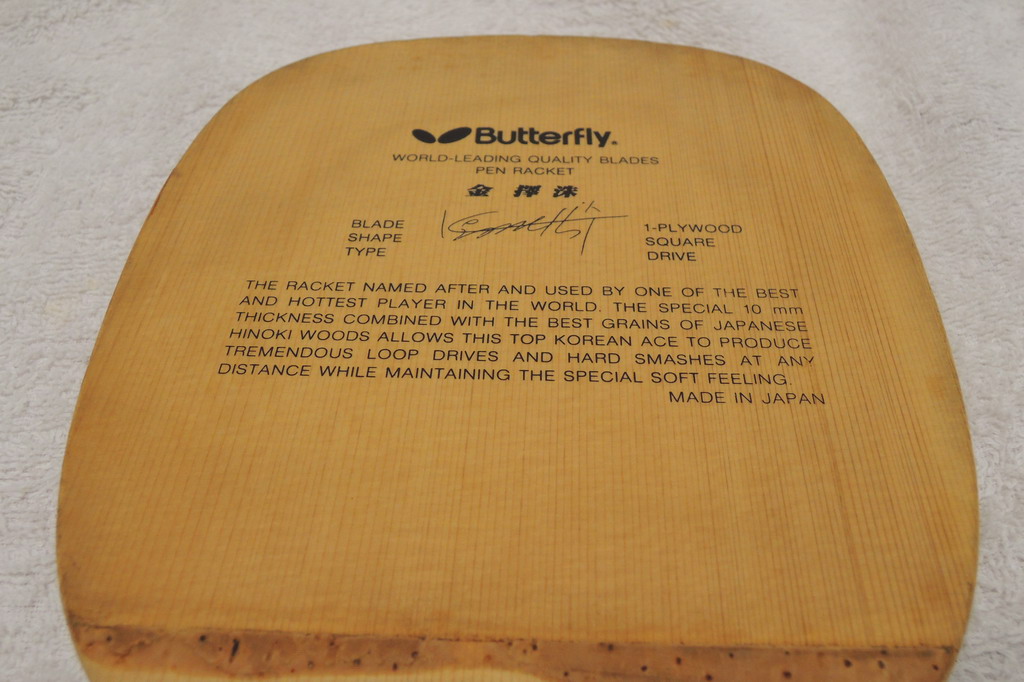 Butterfly.
WORLD-LEADING QUALITY BLADES
PEN RACKET
金擇洙
BLADE 1-PLYWOOD
SHAPE SQUARE
TYPE DRIVE
THE RACKET NAMED AFTER AND USED BY ONE OF THE BEST
AND HOTTEST PLAYER IN THE WORLD. THE SPECIAL 10 mm
THICKNESS COMBINED WITH THE BEST GRAINS OF JAPANESE
HINOKI WOODS ALLOWS THIS TOP KOREAN ACE TO PRODUCE
TREMENDOUS LOOP DRIVES AND HARD SMASHES AT ANY
DISTANCE WHILE MAINTAINING THE SPECIAL SOFT FEELING.
MADE IN JAPAN